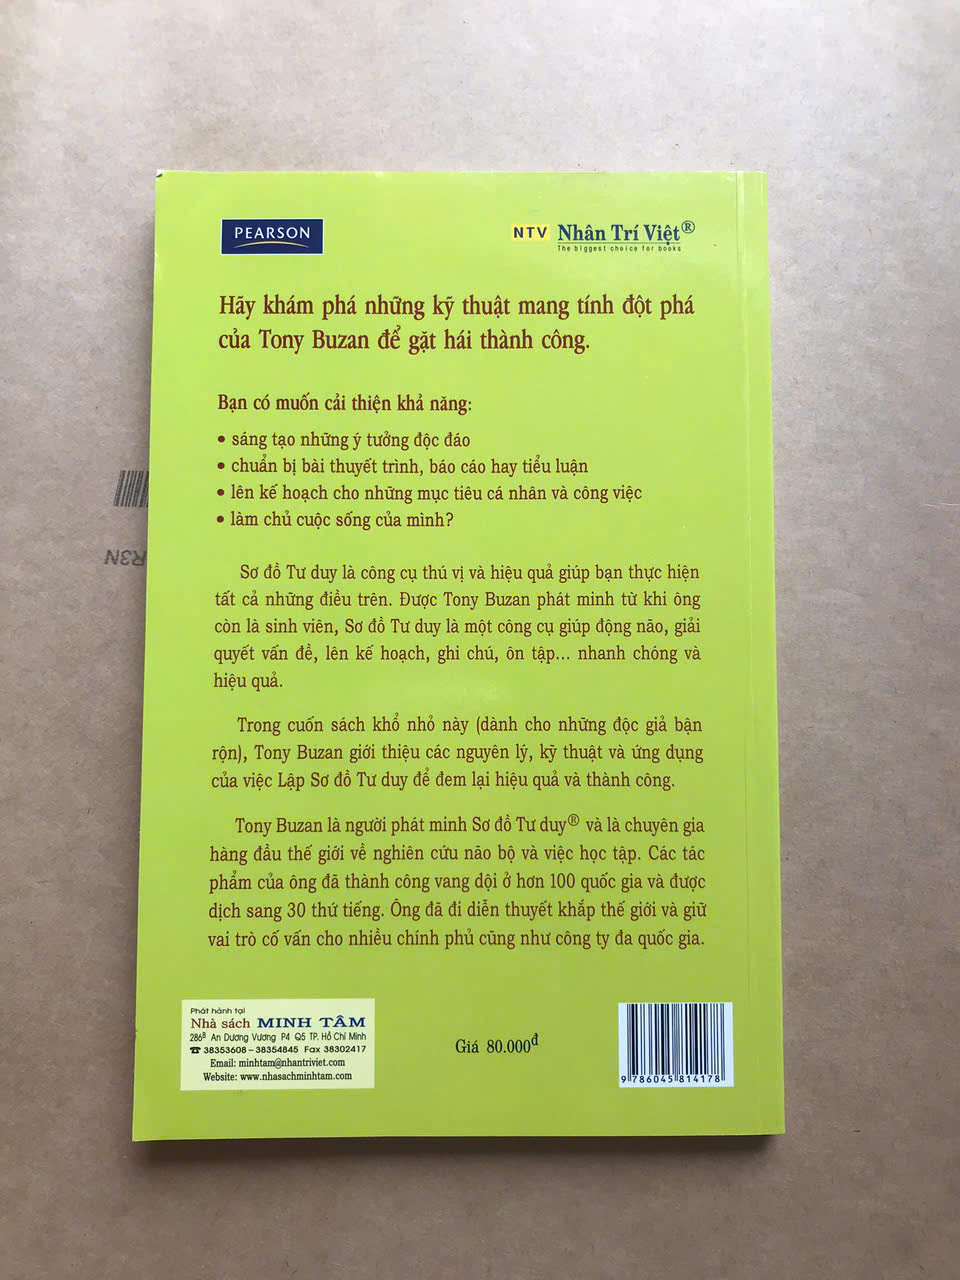 PEARSON
NTV Nhân Trí Việt®
The biggest choice for books
Hãy khám phá những kỹ thuật mang tính đột phá
của Tony Buzan để gặt hái thành công.
Bạn có muốn cải thiện khả năng:
• sáng tạo những ý tưởng độc đáo
• chuẩn bị bài thuyết trình, báo cáo hay tiểu luận
• lên kế hoạch cho những mục tiêu cá nhân và công việc
• làm chủ cuộc sống của mình?
Sơ đồ Tư duy là công cụ thú vị và hiệu quả giúp bạn thực hiện
tất cả những điều trên. Được Tony Buzan phát minh từ khi ông
còn là sinh viên, Sơ đồ Tư duy là một công cụ giúp động não, giải
quyết vấn đề, lên kế hoạch, ghi chú, ôn tập... nhanh chóng và
hiệu quả.
Trong cuốn sách khổ nhỏ này (dành cho những độc giả bận
rộn), Tony Buzan giới thiệu các nguyên lý, kỹ thuật và ứng dụng
của việc Lập Sơ đồ Tư duy để đem lại hiệu quả và thành công.
Tony Buzan là người phát minh Sơ đồ Tư duy® và là chuyên gia
hàng đầu thế giới về nghiên cứu não bộ và việc học tập. Các tác
phẩm của ông đã thành công vang dội ở hơn 100 quốc gia và được
dịch sang 30 thứ tiếng. Ông đã đi diễn thuyết khắp thế giới và giữ
vai trò cố vấn cho nhiều chính phủ cũng như công ty đa quốc gia.
Phát hành tại
Nhà sách MINH TÂM
286B An Dương Vương P4 Q5 TP. Hồ Chí Minh
☎ 38353608 – 38354845 Fax 38302417
Email: minhtam@nhantriviet.com
Website: www.nhasachminhtam.com
Giá 80.000đ
9 786045 814178
R3N